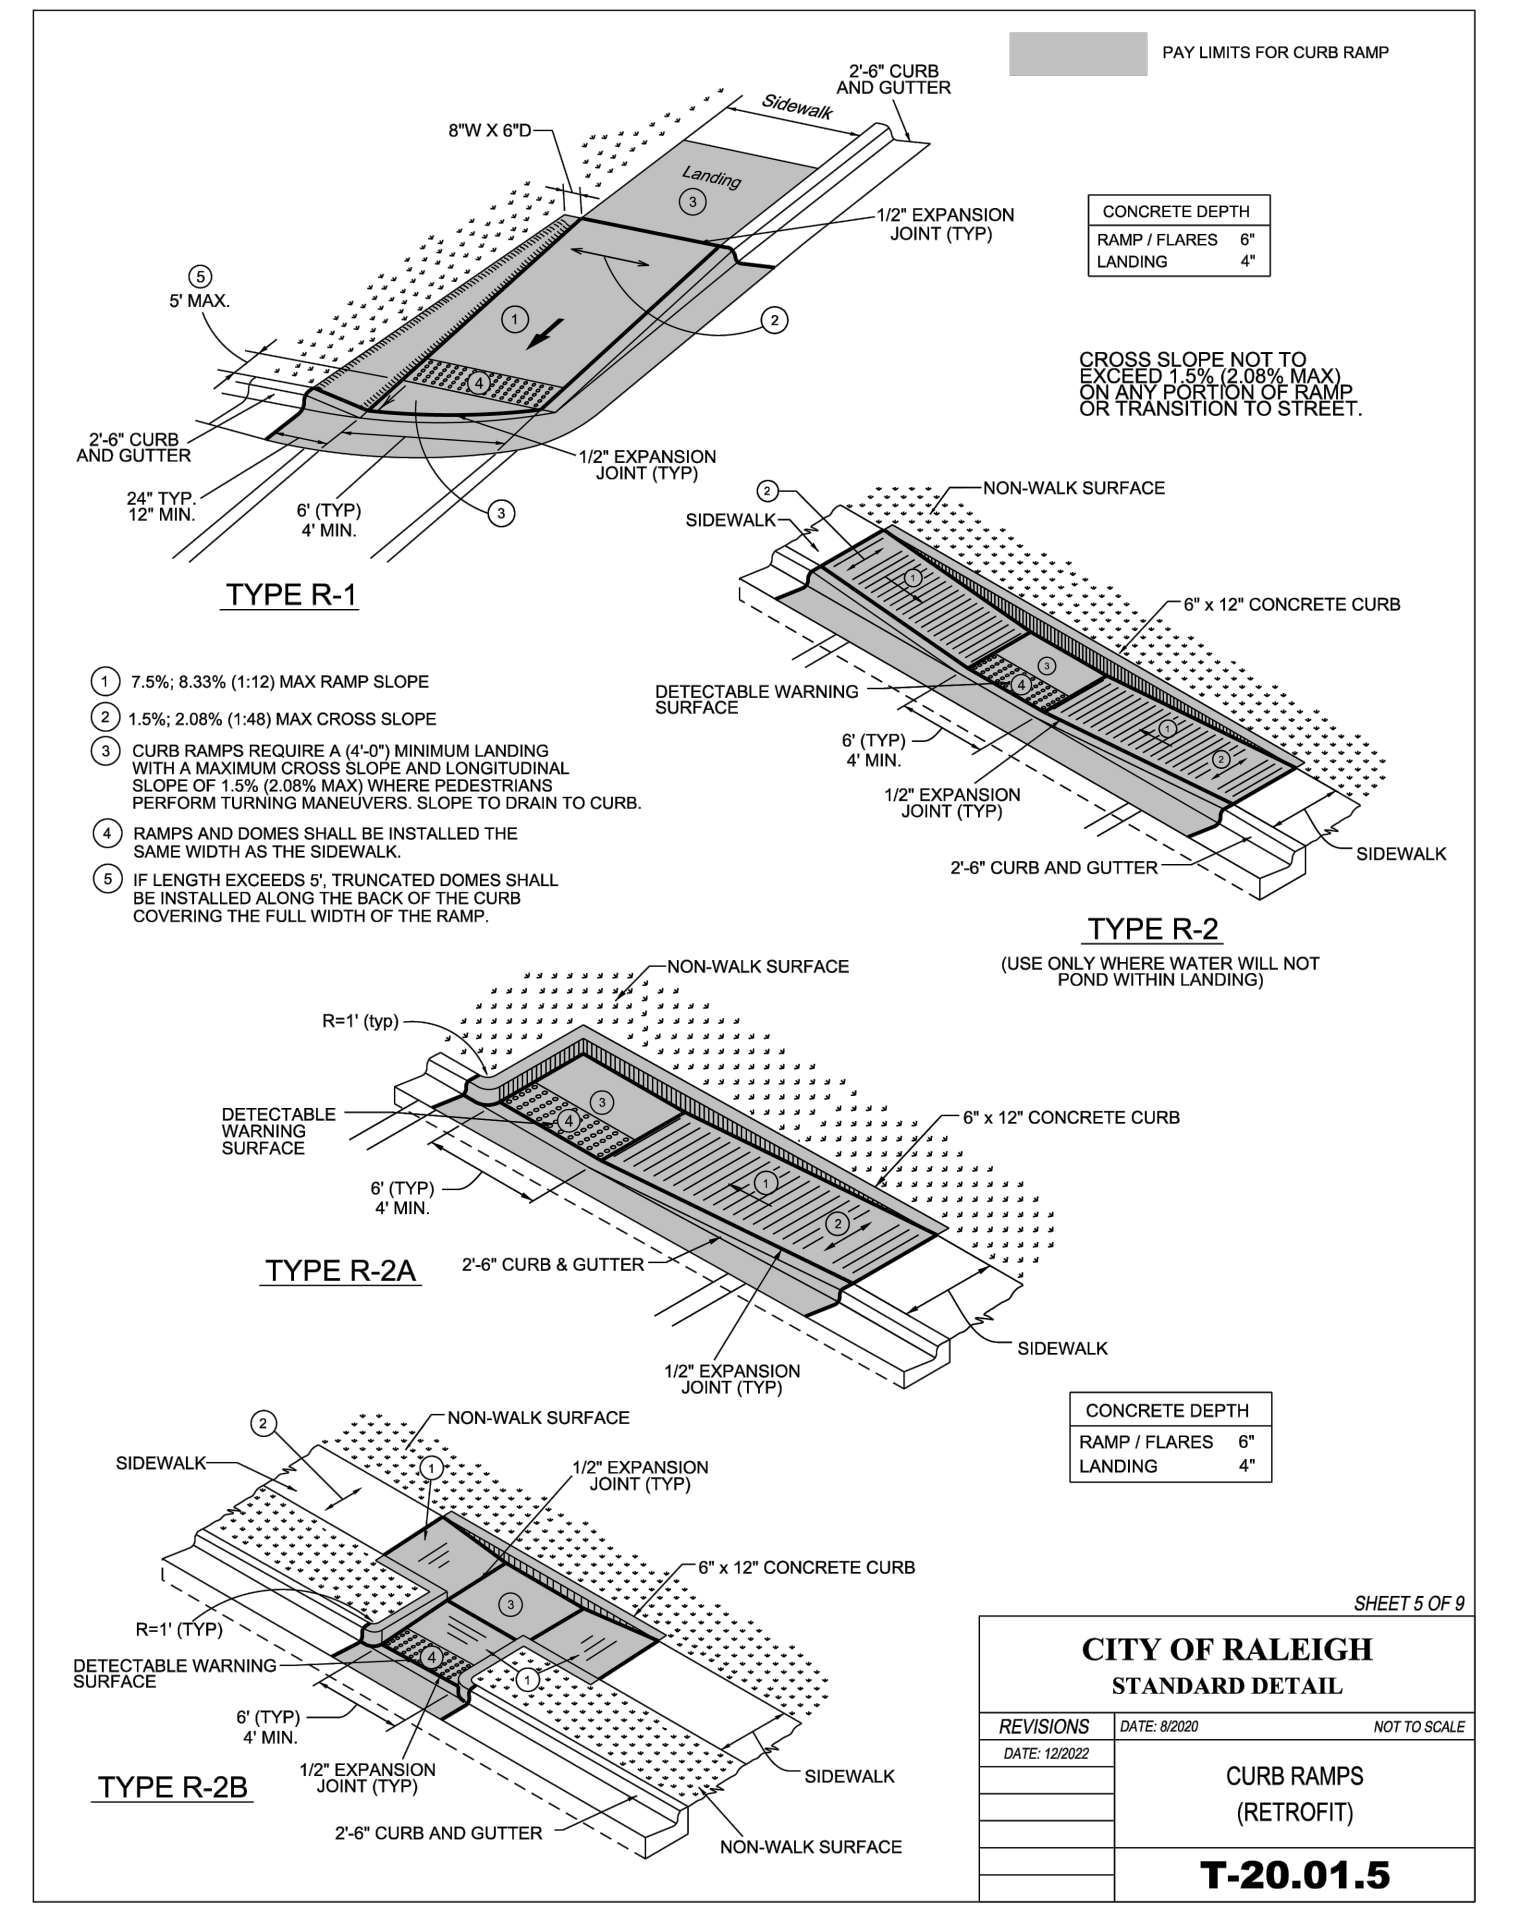 PAY LIMITS FOR CURB RAMP
2'-6" CURB
AND GUTTER
Sidewalk
8"W X 6"D
Landing
3
1/2" EXPANSION
JOINT (TYP)
CONCRETE DEPTH
RAMP / FLARES 6"
LANDING 4"
5
5' MAX.
1
2
4
CROSS SLOPE NOT TO
EXCEED 1.5% (2.08% MAX)
ON ANY PORTION OF RAMP
OR TRANSITION TO STREET.
2'-6" CURB
AND GUTTER
1/2" EXPANSION
JOINT (TYP)
24" TYP.
12" MIN.
6' (TYP)
4' MIN.
3
TYPE R-1
2
NON-WALK SURFACE
SIDEWALK
1
6" x 12" CONCRETE CURB
3
4
DETECTABLE WARNING
SURFACE
1
2
6' (TYP)
4' MIN.
1/2" EXPANSION
JOINT (TYP)
2'-6" CURB AND GUTTER
SIDEWALK
TYPE R-2
(USE ONLY WHERE WATER WILL NOT
POND WITHIN LANDING)
1 7.5%; 8.33% (1:12) MAX RAMP SLOPE
2 1.5%; 2.08% (1:48) MAX CROSS SLOPE
3 CURB RAMPS REQUIRE A (4'-0") MINIMUM LANDING
WITH A MAXIMUM CROSS SLOPE AND LONGITUDINAL
SLOPE OF 1.5% (2.08% MAX) WHERE PEDESTRIANS
PERFORM TURNING MANEUVERS. SLOPE TO DRAIN TO CURB.
4 RAMPS AND DOMES SHALL BE INSTALLED THE
SAME WIDTH AS THE SIDEWALK.
5 IF LENGTH EXCEEDS 5', TRUNCATED DOMES SHALL
BE INSTALLED ALONG THE BACK OF THE CURB
COVERING THE FULL WIDTH OF THE RAMP.
NON-WALK SURFACE
R=1' (typ)
DETECTABLE
WARNING
SURFACE
3
4
6" x 12" CONCRETE CURB
6' (TYP)
4' MIN.
1
2
TYPE R-2A
2'-6" CURB & GUTTER
SIDEWALK
1/2" EXPANSION
JOINT (TYP)
CONCRETE DEPTH
RAMP / FLARES 6"
LANDING 4"
2
NON-WALK SURFACE
SIDEWALK
1
1/2" EXPANSION
JOINT (TYP)
6" x 12" CONCRETE CURB
3
R=1' (TYP)
4
DETECTABLE WARNING
SURFACE
1
6' (TYP)
4' MIN.
1/2" EXPANSION
JOINT (TYP)
SIDEWALK
TYPE R-2B
2'-6" CURB AND GUTTER
NON-WALK SURFACE
SHEET 5 OF 9
CITY OF RALEIGH
STANDARD DETAIL
REVISIONS
DATE: 8/2020
NOT TO SCALE
DATE: 12/2022
CURB RAMPS
(RETROFIT)
T-20.01.5